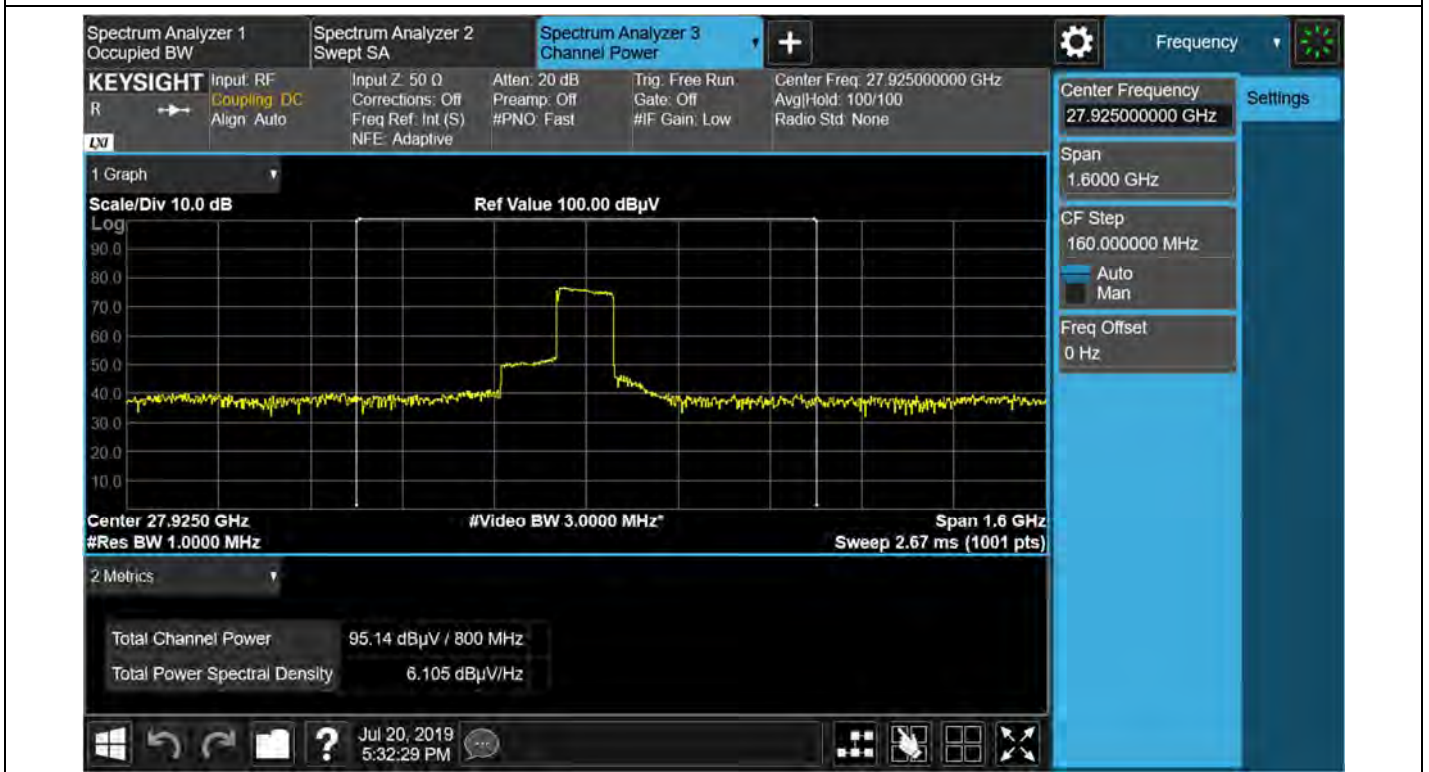 Spectrum Analyzer 1
Occupied BW
Spectrum Analyzer 2
Swept SA
Spectrum Analyzer 3
Channel Power
Frequency
KEYSIGHT
R
LXI
Input: RF
Coupling: DC
Align: Auto
Input Z: 50 Ω
Corrections: Off
Freq Ref: Int (S)
NFE: Adaptive
Atten: 20 dB
Preamp: Off
#PNO: Fast
Trig: Free Run
Gate: Off
#IF Gain: Low
Center Freq: 27.925000000 GHz
Avg|Hold: 100/100
Radio Std: None
1 Graph
Scale/Div 10.0 dB
Ref Value 100.00 dBµV
Log
90.0
80.0
70.0
60.0
50.0
40.0
30.0
20.0
10.0
Center 27.9250 GHz
#Video BW 3.0000 MHz*
Span 1.6 GHz
#Res BW 1.0000 MHz
Sweep 2.67 ms (1001 pts)
2 Metrics
Total Channel Power
95.14 dBµV / 800 MHz
Total Power Spectral Density
6.105 dBµV/Hz
Center Frequency
27.925000000 GHz
Settings
Span
1.6000 GHz
CF Step
160.000000 MHz
Auto
Man
Freq Offset
0 Hz
?
Jul 20, 2019
5:32:29 PM